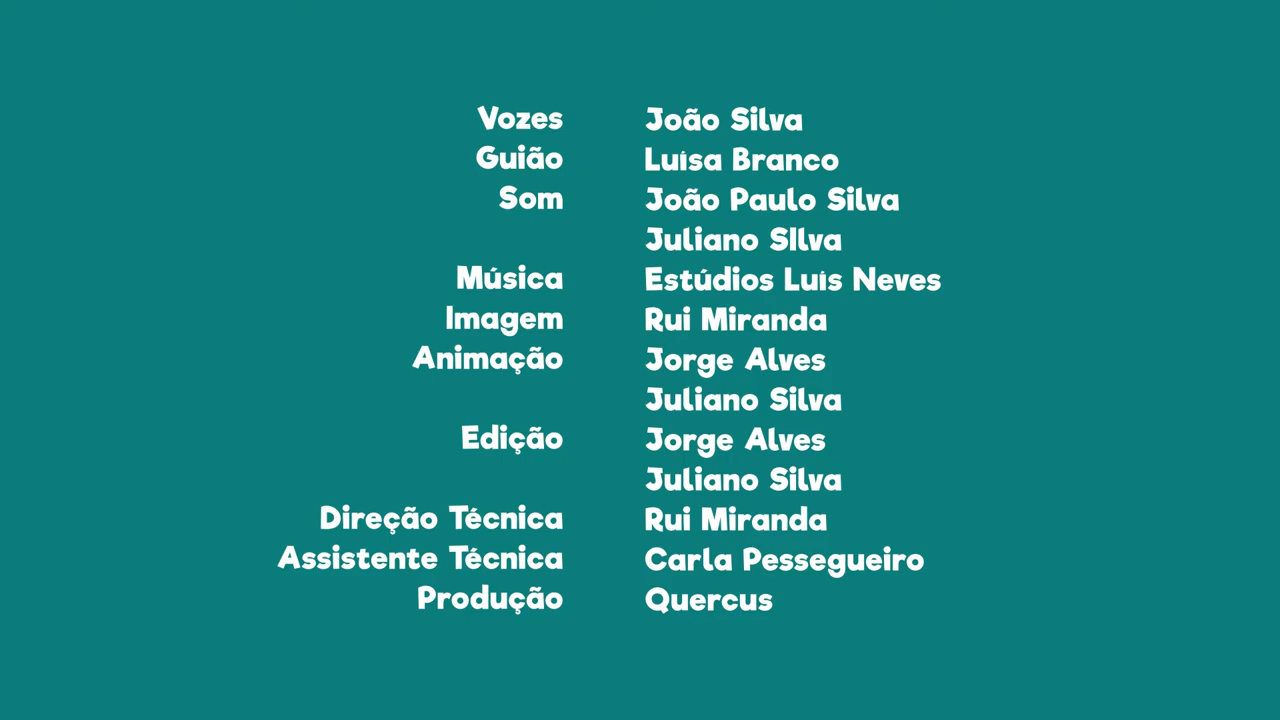 Vozes João Silva
Guião Luísa Branco
Som João Paulo Silva
Juliano SIlva
Música Estúdios Luís Neves
Imagem Rui Miranda
Animação Jorge Alves
Juliano Silva
Edição Jorge Alves
Juliano Silva
Direção Técnica Rui Miranda
Assistente Técnica Carla Pessegueiro
Produção Quercus